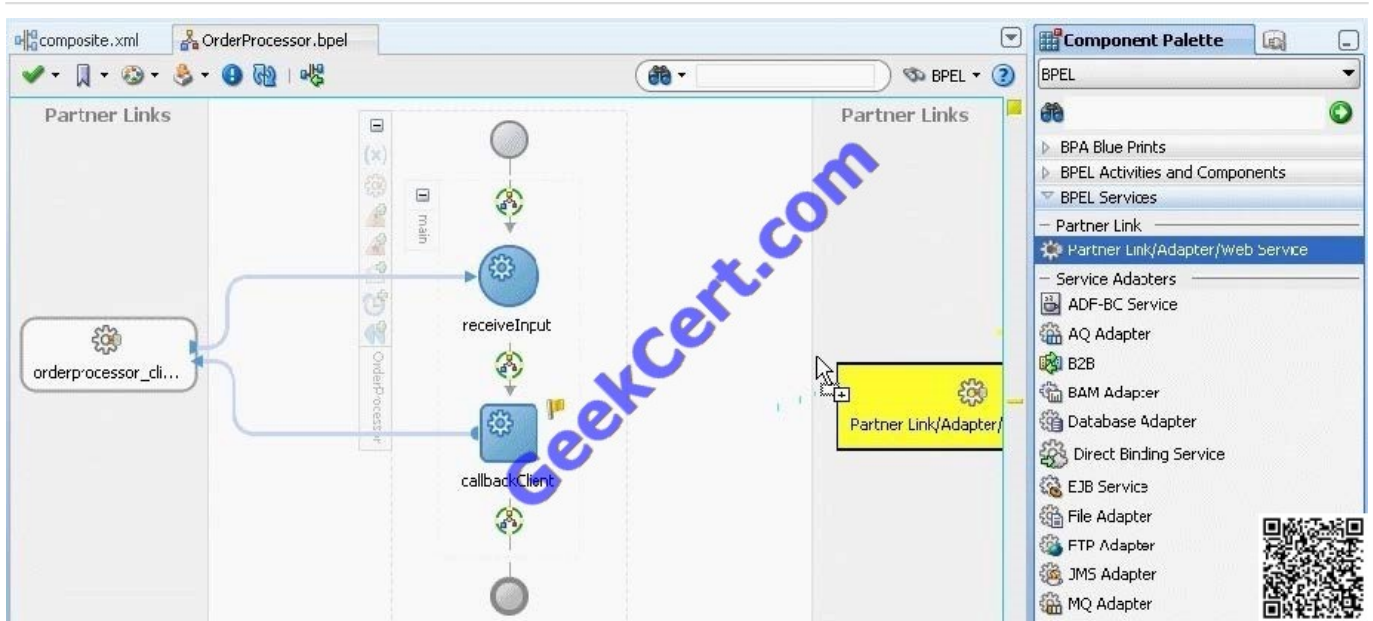 composite.xml
OrderProcessor.bpel
Component Palette
BPEL
BPEL
Partner Links
Partner Links
BPA Blue Prints
BPEL Activities and Components
BPEL Services
Partner Link
Partner Link/Adapter/Web Service
Service Adapters
ADF-BC Service
AQ Adapter
B2B
BAM Adapter
Database Adapter
Direct Binding Service
EJB Service
File Adapter
FTP Adapter
JMS Adapter
MQ Adapter
main
receiveInput
orderprocessor_cli...
OrderProcessor
callbackClient
Partner Link/Adapter/
GeekCert.com